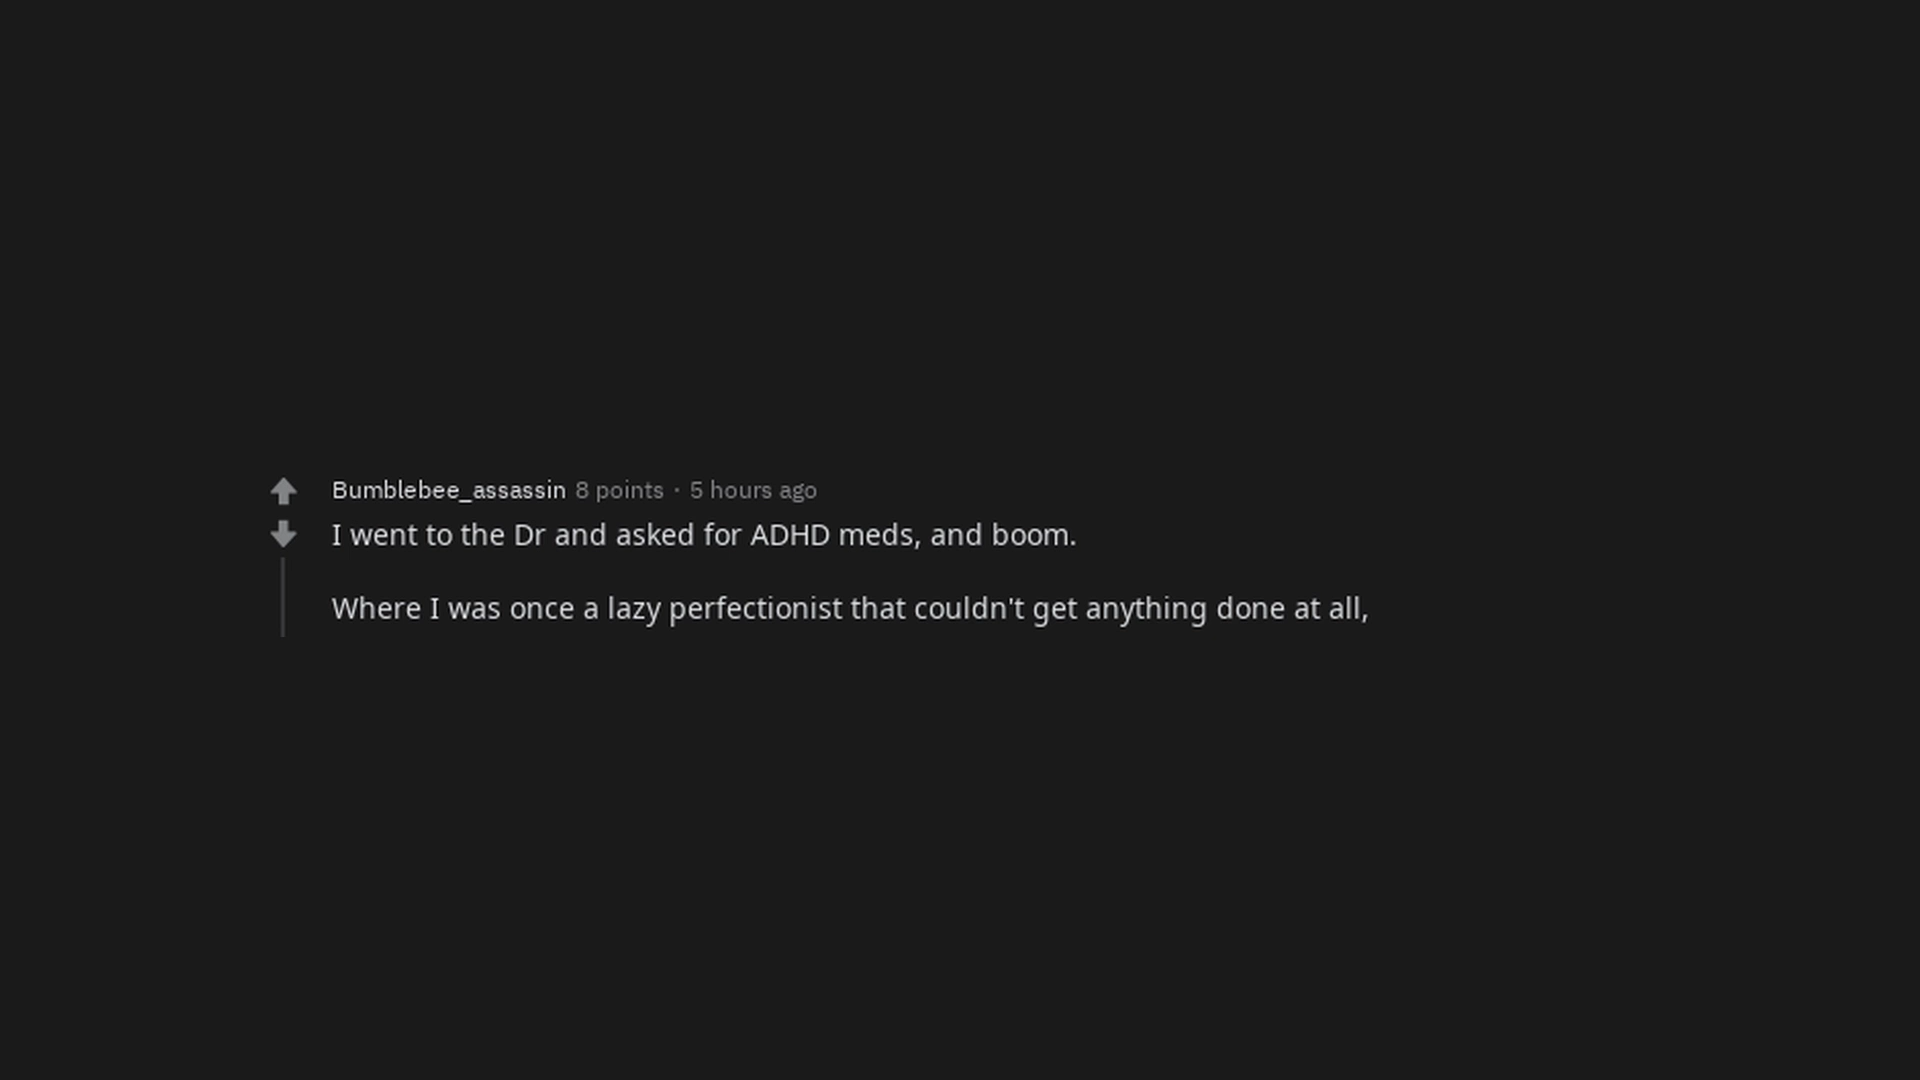 Bumblebee_assassin 8 points · 5 hours ago
I went to the Dr and asked for ADHD meds, and boom.
Where I was once a lazy perfectionist that couldn't get anything done at all,